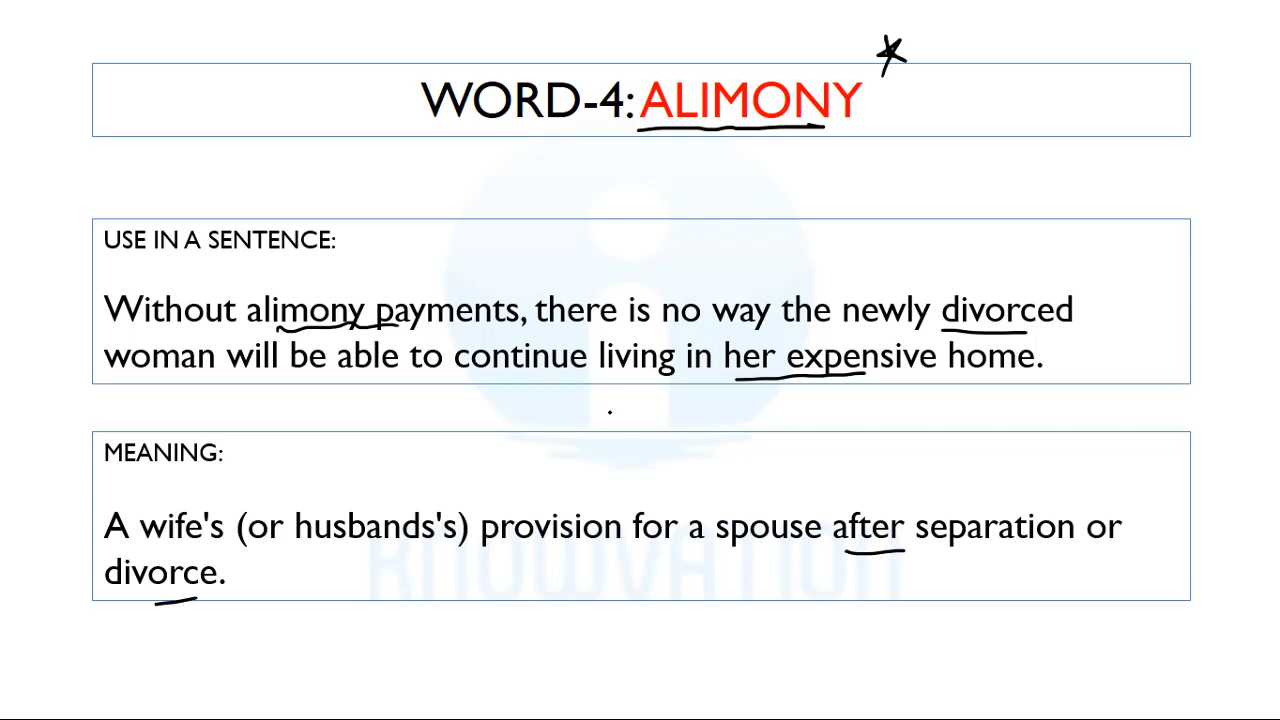 WORD-4: ALIMONY
USE IN A SENTENCE:
Without alimony payments, there is no way the newly divorced
woman will be able to continue living in her expensive home.
MEANING:
A wife's (or husbands's) provision for a spouse after separation or
divorce.
KNOWVATION